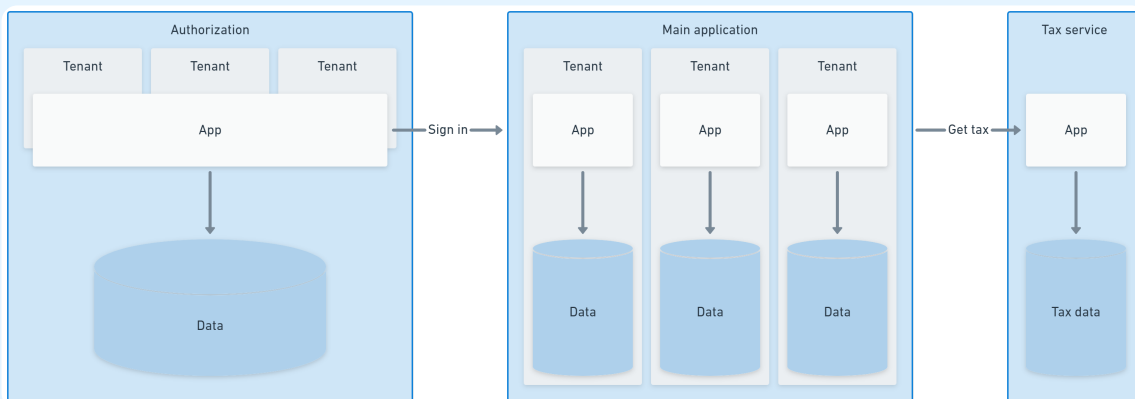 Authorization
Tenant
Tenant
Tenant
App
Data
Sign in
Main application
Tenant
Tenant
Tenant
App
App
App
Data
Data
Data
Get tax
Tax service
App
Tax data